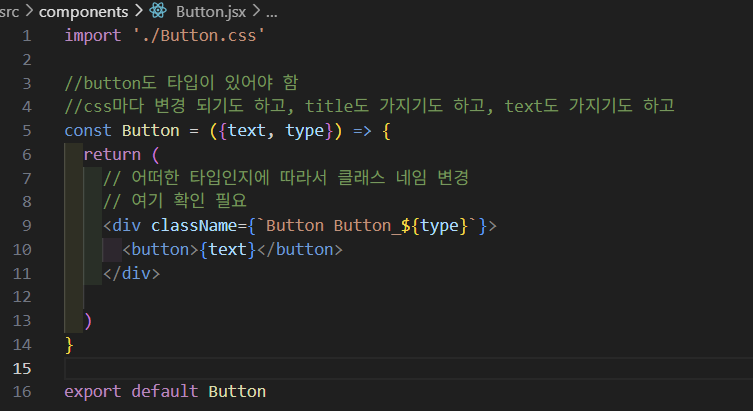 src > components > Button.jsx > ...
1 import './Button.css'
2
3 //button도 타입이 있어야 함
4 //css마다 변경 되기도 하고, title도 가지기도 하고, text도 가지기도 하고
5 const Button = ({text, type}) => {
6   return (
7     // 어떠한 타입인지에 따라서 클래스 네임 변경
8     // 여기 확인 필요
9     <div className={`Button Button_${type}`}>
10       <button>{text}</button>
11     </div>
12
13   )
14 }
15
16 export default Button